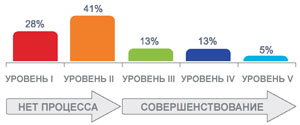 28% 41% 13% 13% 5%
УРОВЕНЬ I УРОВЕНЬ II УРОВЕНЬ III УРОВЕНЬ IV УРОВЕНЬ V
НЕТ ПРОЦЕССА СОВЕРШЕНСТВОВАНИЕ